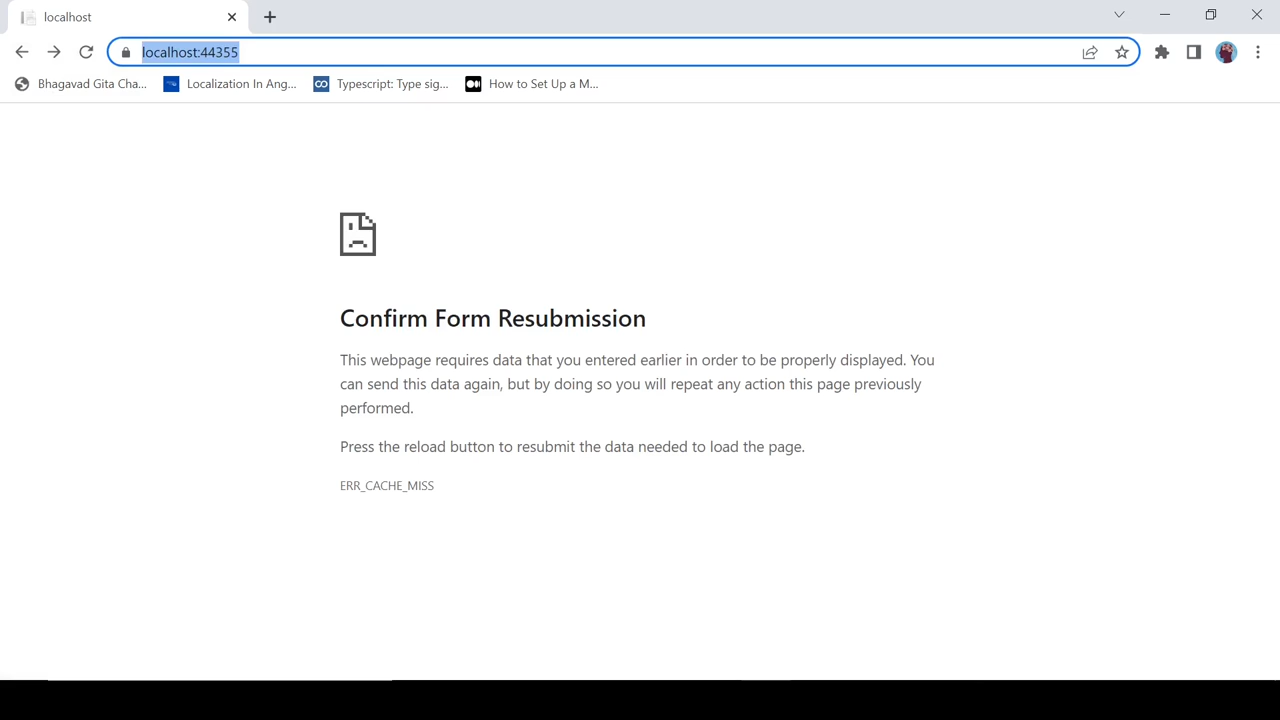 localhost
localhost:44355
Bhagavad Gita Cha...
Localization In Ang...
Typescript: Type sig...
How to Set Up a M...
Confirm Form Resubmission
This webpage requires data that you entered earlier in order to be properly displayed. You
can send this data again, but by doing so you will repeat any action this page previously
performed.
Press the reload button to resubmit the data needed to load the page.
ERR_CACHE_MISS